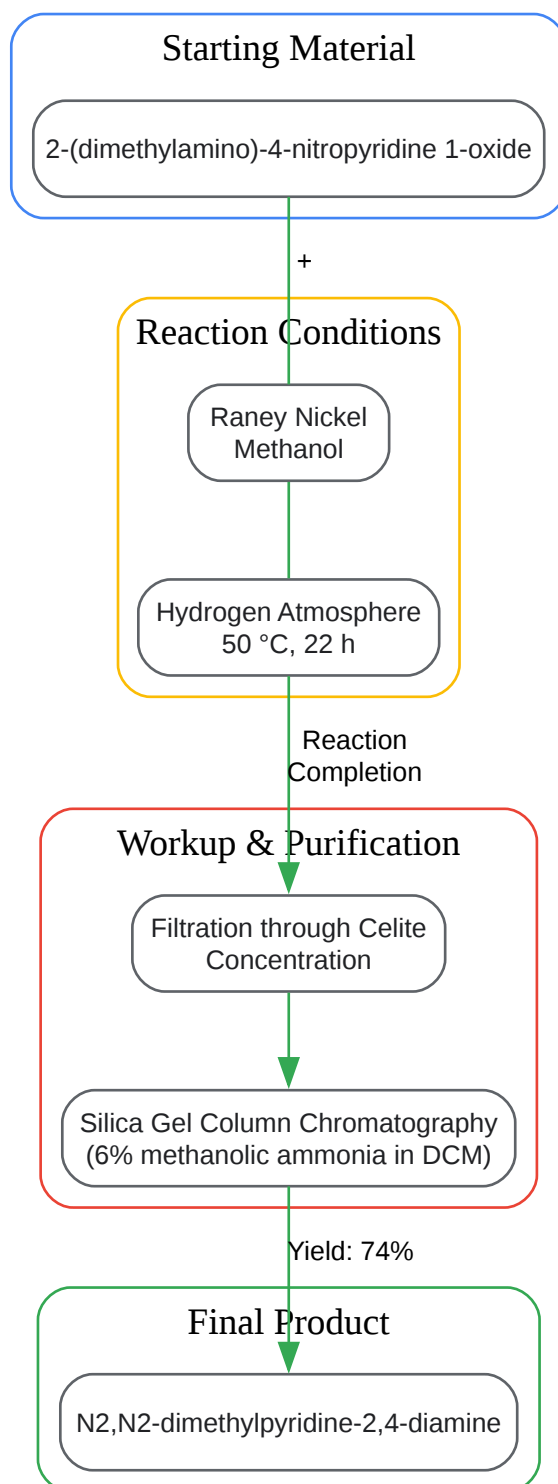 Starting Material
2-(dimethylamino)-4-nitropyridine 1-oxide
+
Reaction Conditions
Raney Nickel
Methanol
Hydrogen Atmosphere
50 °C, 22 h
Reaction
Completion
Workup & Purification
Filtration through Celite
Concentration
Silica Gel Column Chromatography
(6% methanolic ammonia in DCM)
Yield: 74%
Final Product
N2,N2-dimethylpyridine-2,4-diamine